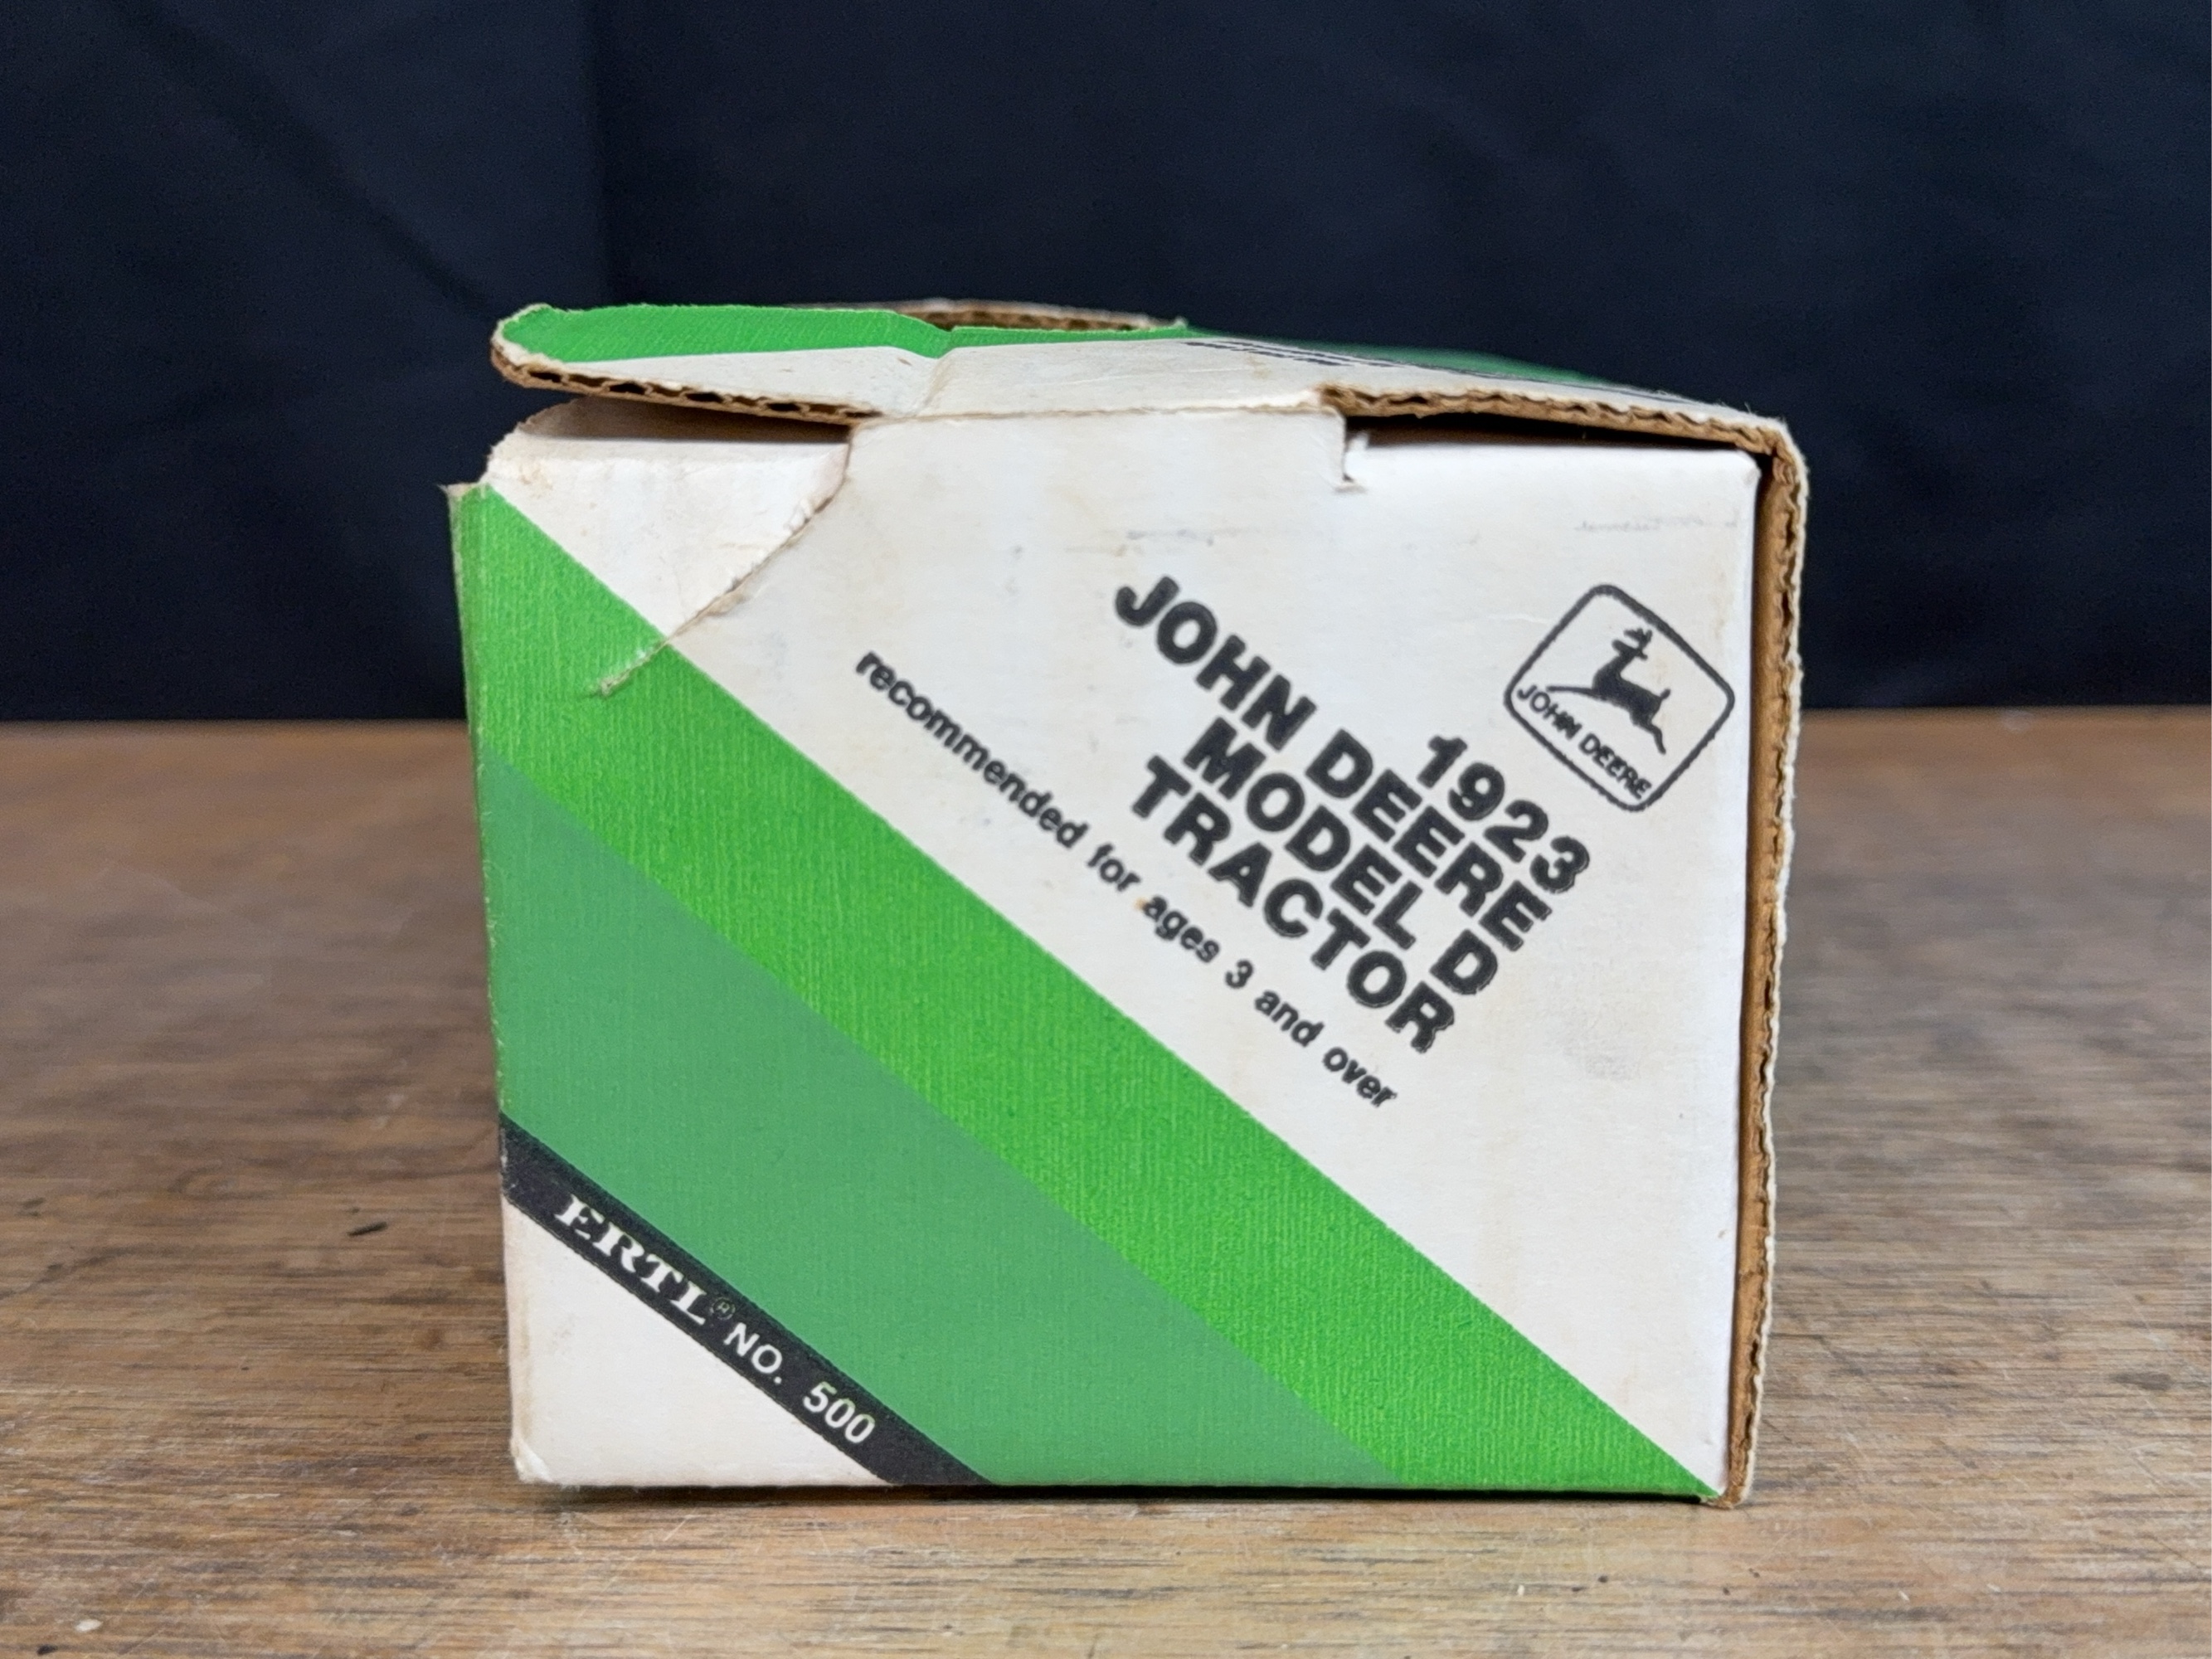 JOHN DEERE
1923
JOHN DEERE
MODEL D
TRACTOR
recommended for ages 3 and over
ERTL® NO. 500